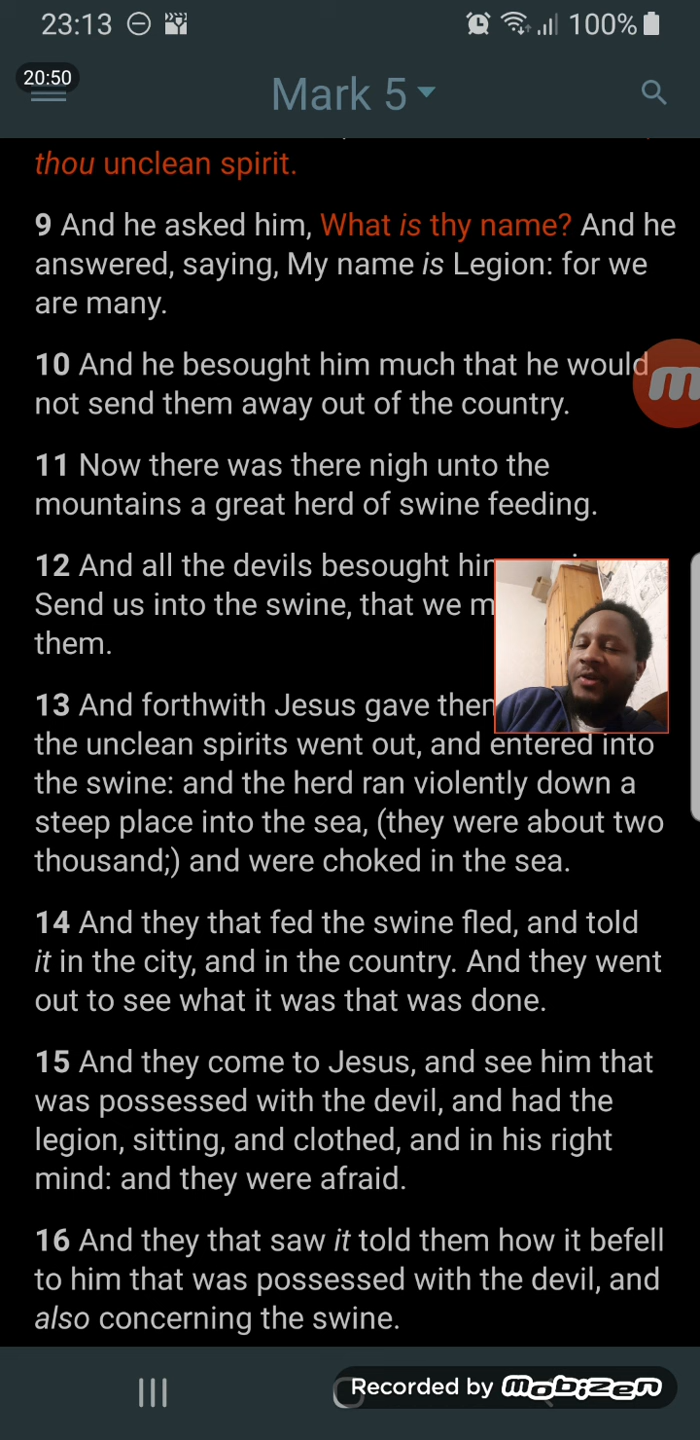 23:13 100%
20:50
Mark 5
thou unclean spirit.
9 And he asked him, What is thy name? And he
answered, saying, My name is Legion: for we
are many.
10 And he besought him much that he would
not send them away out of the country.
11 Now there was there nigh unto the
mountains a great herd of swine feeding.
12 And all the devils besought
Send us into the swine, that we
them.
13 And forthwith Jesus gave
the unclean spirits went out, and entered into
the swine: and the herd ran violently down a
steep place into the sea, (they were about two
thousand;) and were choked in the sea.
14 And they that fed the swine fled, and told
it in the city, and in the country. And they went
out to see what it was that was done.
15 And they come to Jesus, and see him that
was possessed with the devil, and had the
legion, sitting, and clothed, and in his right
mind: and they were afraid.
16 And they that saw it told them how it befell
to him that was possessed with the devil, and
also concerning the swine.
Recorded by mobizen